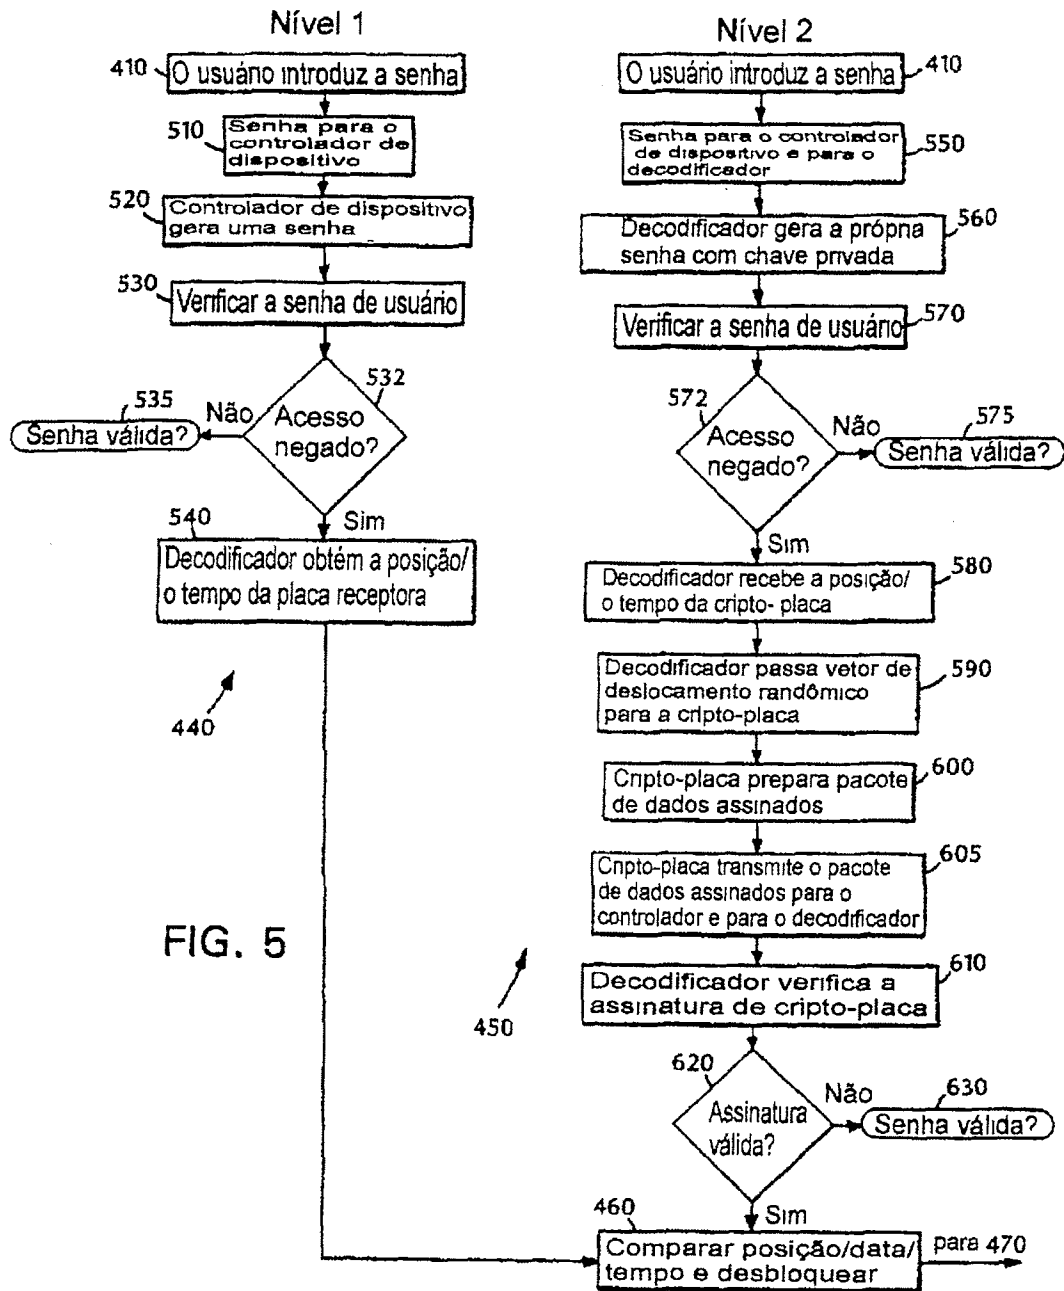 Nível 1
410
O usuáno introduz a senha
510
Senha para o
controlador de
dispositivo
520
Controlador de dispositivo
gera uma senha
530
Verificar a senha de usuário
532
Acesso
negado?
Não
535
Senha válida?
Sim
540
Decodificador obtém a posição/
o tempo da placa receptora
440
FIG. 5
Nível 2
O usuário introduz a senha
410
Senha para o controlador
de dispositivo e para o
decodificador
550
Decodificador gera a própna
senha com chave privada
560
Verificar a senha de usuário
570
572
Acesso
negado?
Não
575
Senha válida?
Sim
Decodificador recebe a posição/
o tempo da cripto- placa
580
Decodificador passa vetor de
deslocamento randômico
para a cripto-placa
590
Cripto-placa prepara pacote
de dados assinados
600
Cripto-placa transmite o pacote
de dados assinados para o
controlador e para o decodificador
605
450
Decodificador verifica a
assinatura de cripto-placa
610
620
Assinatura
válida?
Não
630
Senha válida?
Sim
460
Comparar posição/data/
tempo e desbloquear
para 470